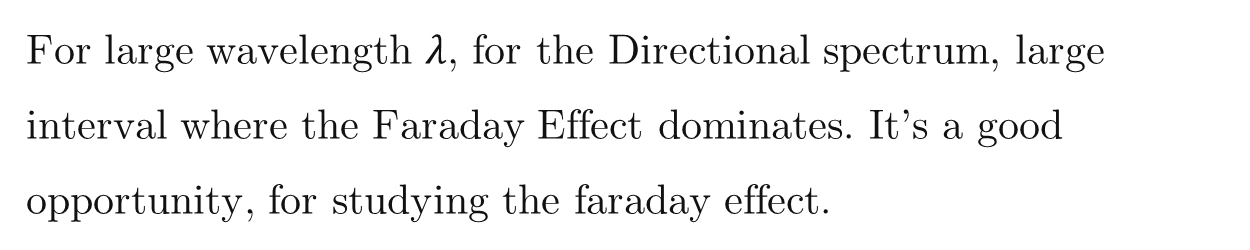 For large wavelength λ, for the Directional spectrum, large
interval where the Faraday Effect dominates. It’s a good
opportunity, for studying the faraday effect.